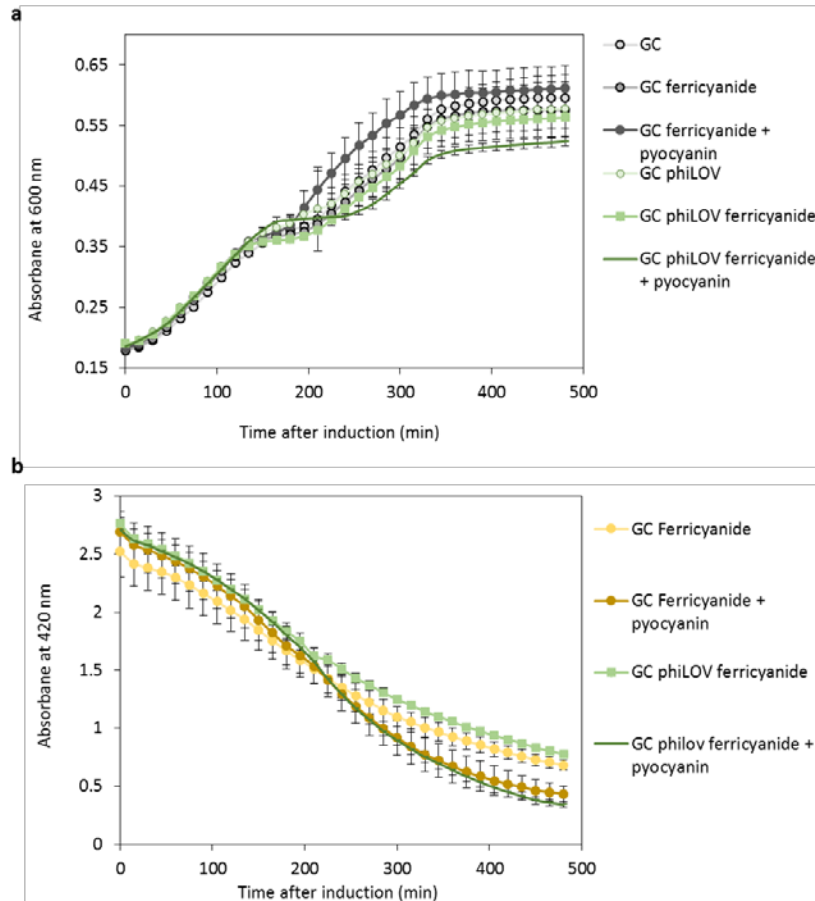 a
Absorbane at 600 nm
0.65
0.55
0.45
0.35
0.25
0.15
0
100
200
300
400
500
Time after induction (min)
GC
GC ferricyanide
GC ferricyanide +
pyocyanin
GC phiLOV
GC phiLOV ferricyanide
GC phiLOV ferricyanide
+ pyocyanin
b
Absorbane at 420 nm
3
2.5
2
1.5
1
0.5
0
0
100
200
300
400
500
Time after induction (min)
GC Ferricyanide
GC Ferricyanide +
pyocyanin
GC phiLOV ferricyanide
GC philov ferricyanide +
pyocyanin